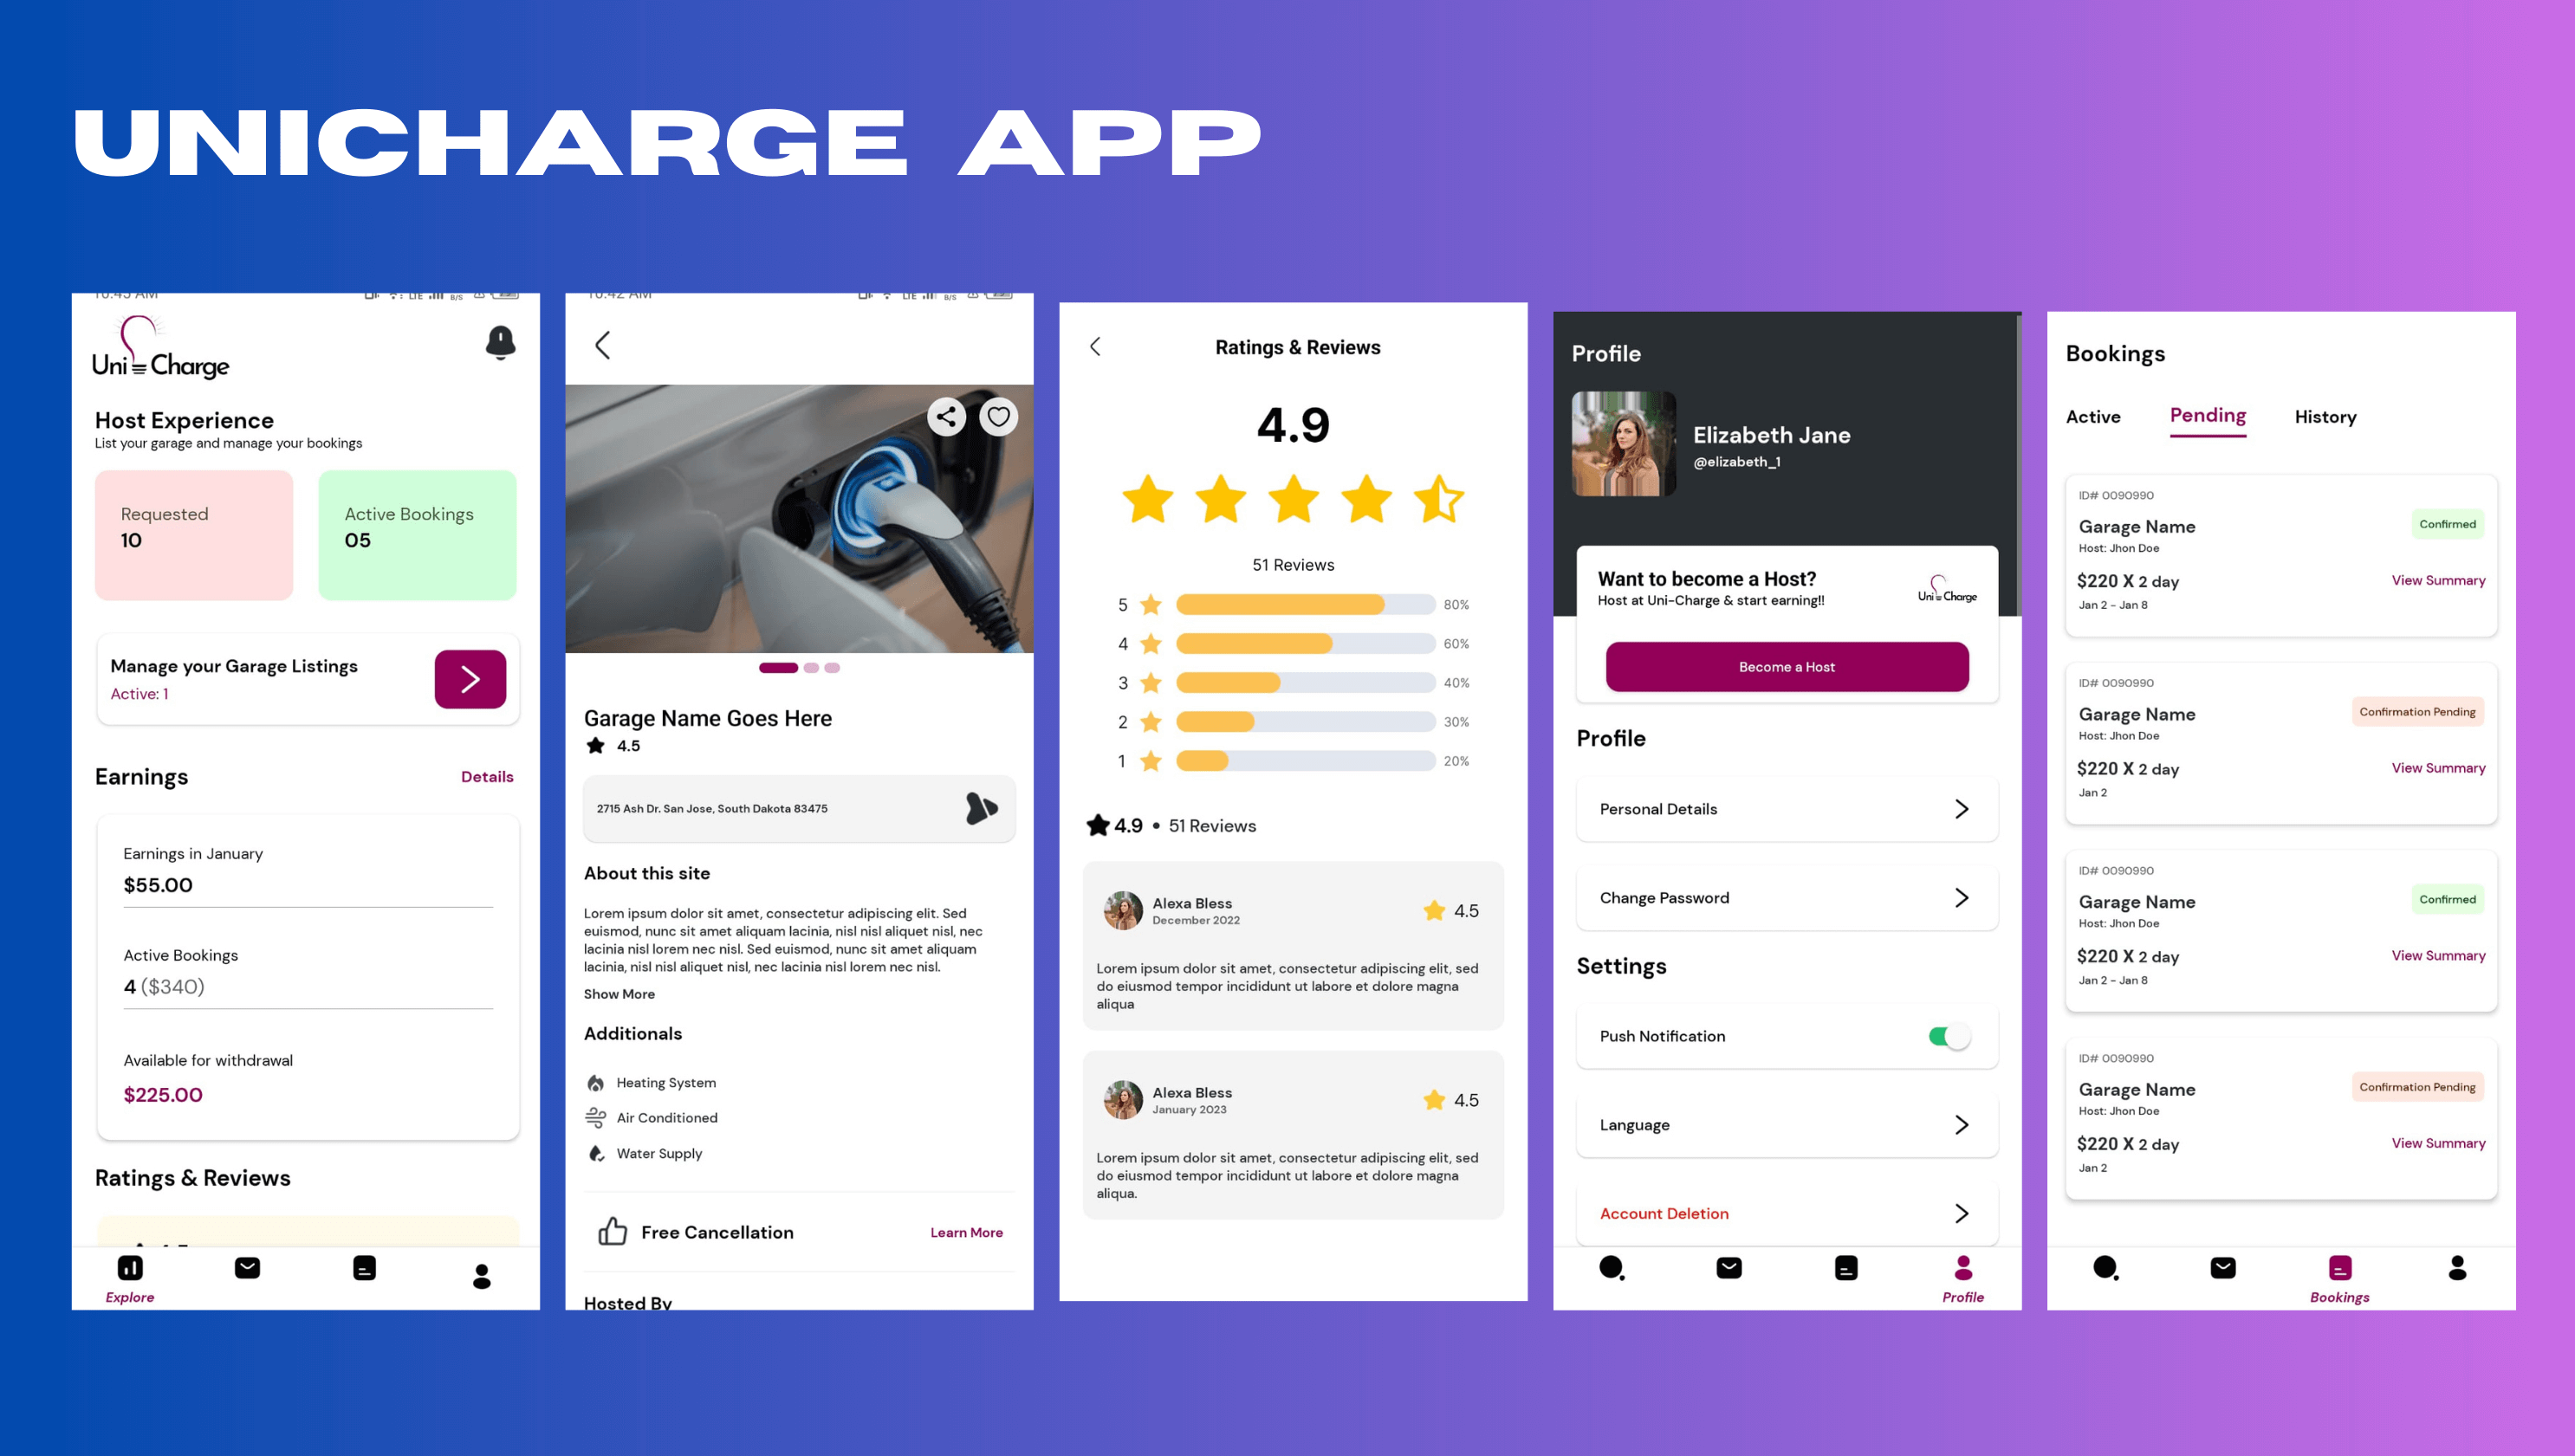 UNICHARGE APP
10:45 AM
LTE
B/S
Uni Charge
Host Experience
List your garage and manage your bookings
Requested
10
Active Bookings
05
Manage your Garage Listings
Active: 1
Earnings
Details
Earnings in January
$55.00
Active Bookings
4 ($340)
Available for withdrawal
$225.00
Ratings & Reviews
Explore
10:42 AM
LTE
B/S
Garage Name Goes Here
4.5
2715 Ash Dr. San Jose, South Dakota 83475
About this site
Lorem ipsum dolor sit amet, consectetur adipiscing elit. Sed
euismod, nunc sit amet aliquam lacinia, nisl nisl aliquet nisl, nec
lacinia nisl lorem nec nisl. Sed euismod, nunc sit amet aliquam
lacinia, nisl nisl aliquet nisl, nec lacinia nisl lorem nec nisl.
Show More
Additionals
Heating System
Air Conditioned
Water Supply
Free Cancellation
Learn More
Hosted By
Ratings & Reviews
4.9
51 Reviews
5 80%
4 60%
3 40%
2 30%
1 20%
4.9 • 51 Reviews
Alexa Bless
December 2022
4.5
Lorem ipsum dolor sit amet, consectetur adipiscing elit, sed
do eiusmod tempor incididunt ut labore et dolore magna
aliqua
Alexa Bless
January 2023
4.5
Lorem ipsum dolor sit amet, consectetur adipiscing elit, sed
do eiusmod tempor incididunt ut labore et dolore magna
aliqua.
Profile
Elizabeth Jane
@elizabeth_1
Want to become a Host?
Host at Uni-Charge & start earning!!
Uni Charge
Become a Host
Profile
Personal Details
Change Password
Settings
Push Notification
Language
Account Deletion
Profile
Bookings
Active
Pending
History
ID# 0090990
Garage Name
Confirmed
Host: Jhon Doe
$220 X 2 day
View Summary
Jan 2 - Jan 8
ID# 0090990
Garage Name
Confirmation Pending
Host: Jhon Doe
$220 X 2 day
View Summary
Jan 2
ID# 0090990
Garage Name
Confirmed
Host: Jhon Doe
$220 X 2 day
View Summary
Jan 2 - Jan 8
ID# 0090990
Garage Name
Confirmation Pending
Host: Jhon Doe
$220 X 2 day
View Summary
Jan 2
Bookings